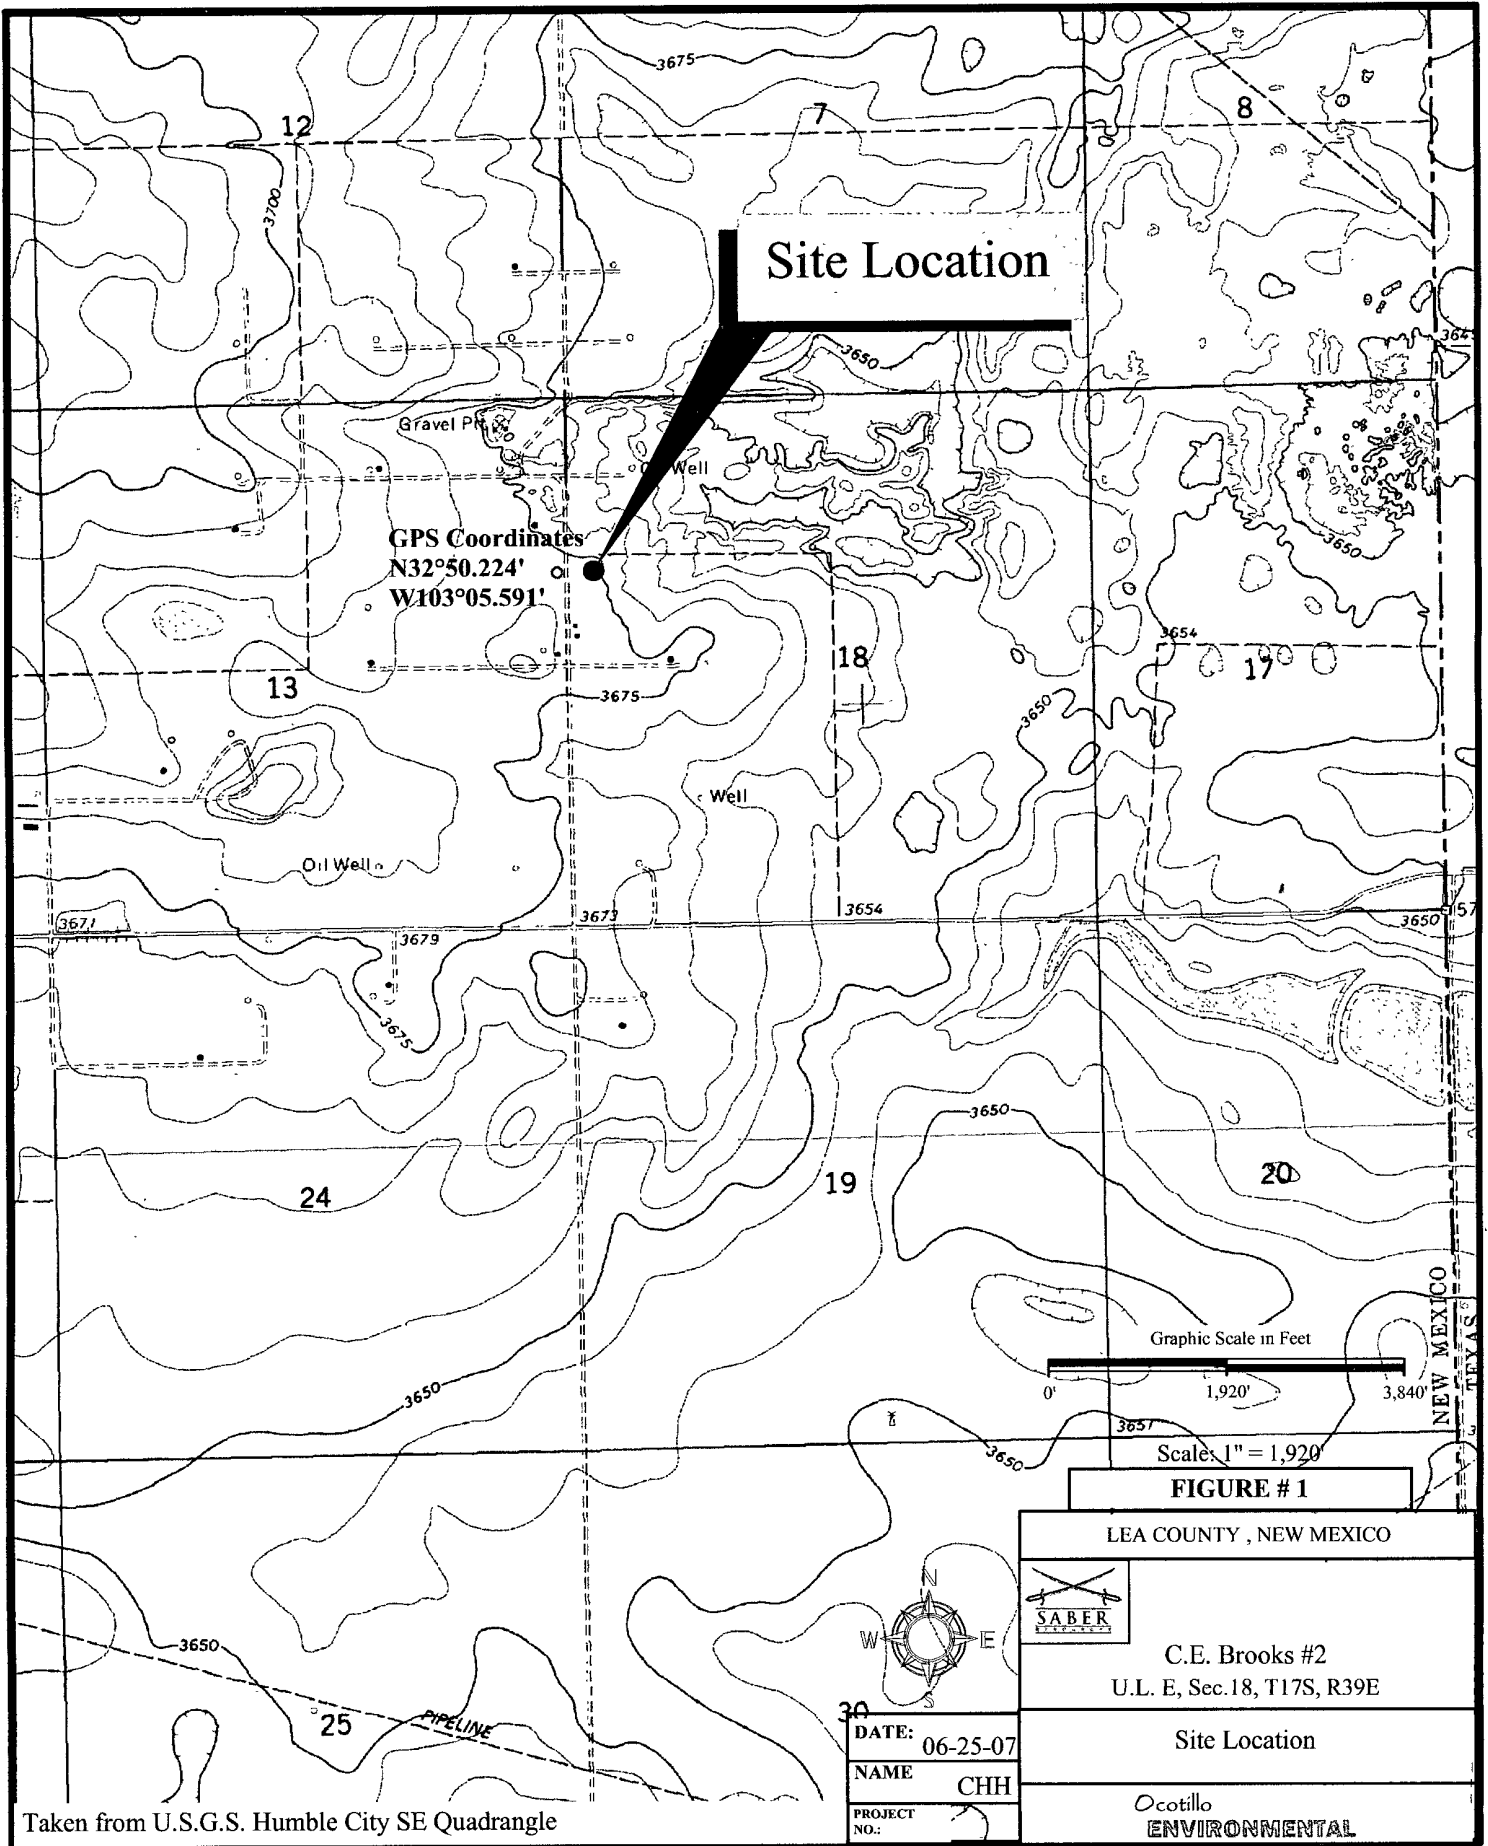 3675
12
7
8
3700
Site Location
3645
3650
Gravel Pit
Well
3650
GPS Coordinates
N32°50.224'
W103°05.591'
3654
18
17
13
3675
3650
Well
Oil Well
3671
3679
3673
3654
3650
57
3675
3650
24
19
20
NEW MEXICO
TEXAS
Graphic Scale in Feet
0'
1,920'
3,840'
3650
3651
3650
Scale: 1" = 1,920'
FIGURE # 1
LEA COUNTY , NEW MEXICO
SABER
C.E. Brooks #2
U.L. E, Sec.18, T17S, R39E
N
W
E
S
3650
25
PIPELINE
30
DATE: 06-25-07
NAME CHH
PROJECT
NO.:
Site Location
Ocotillo
ENVIRONMENTAL
Taken from U.S.G.S. Humble City SE Quadrangle